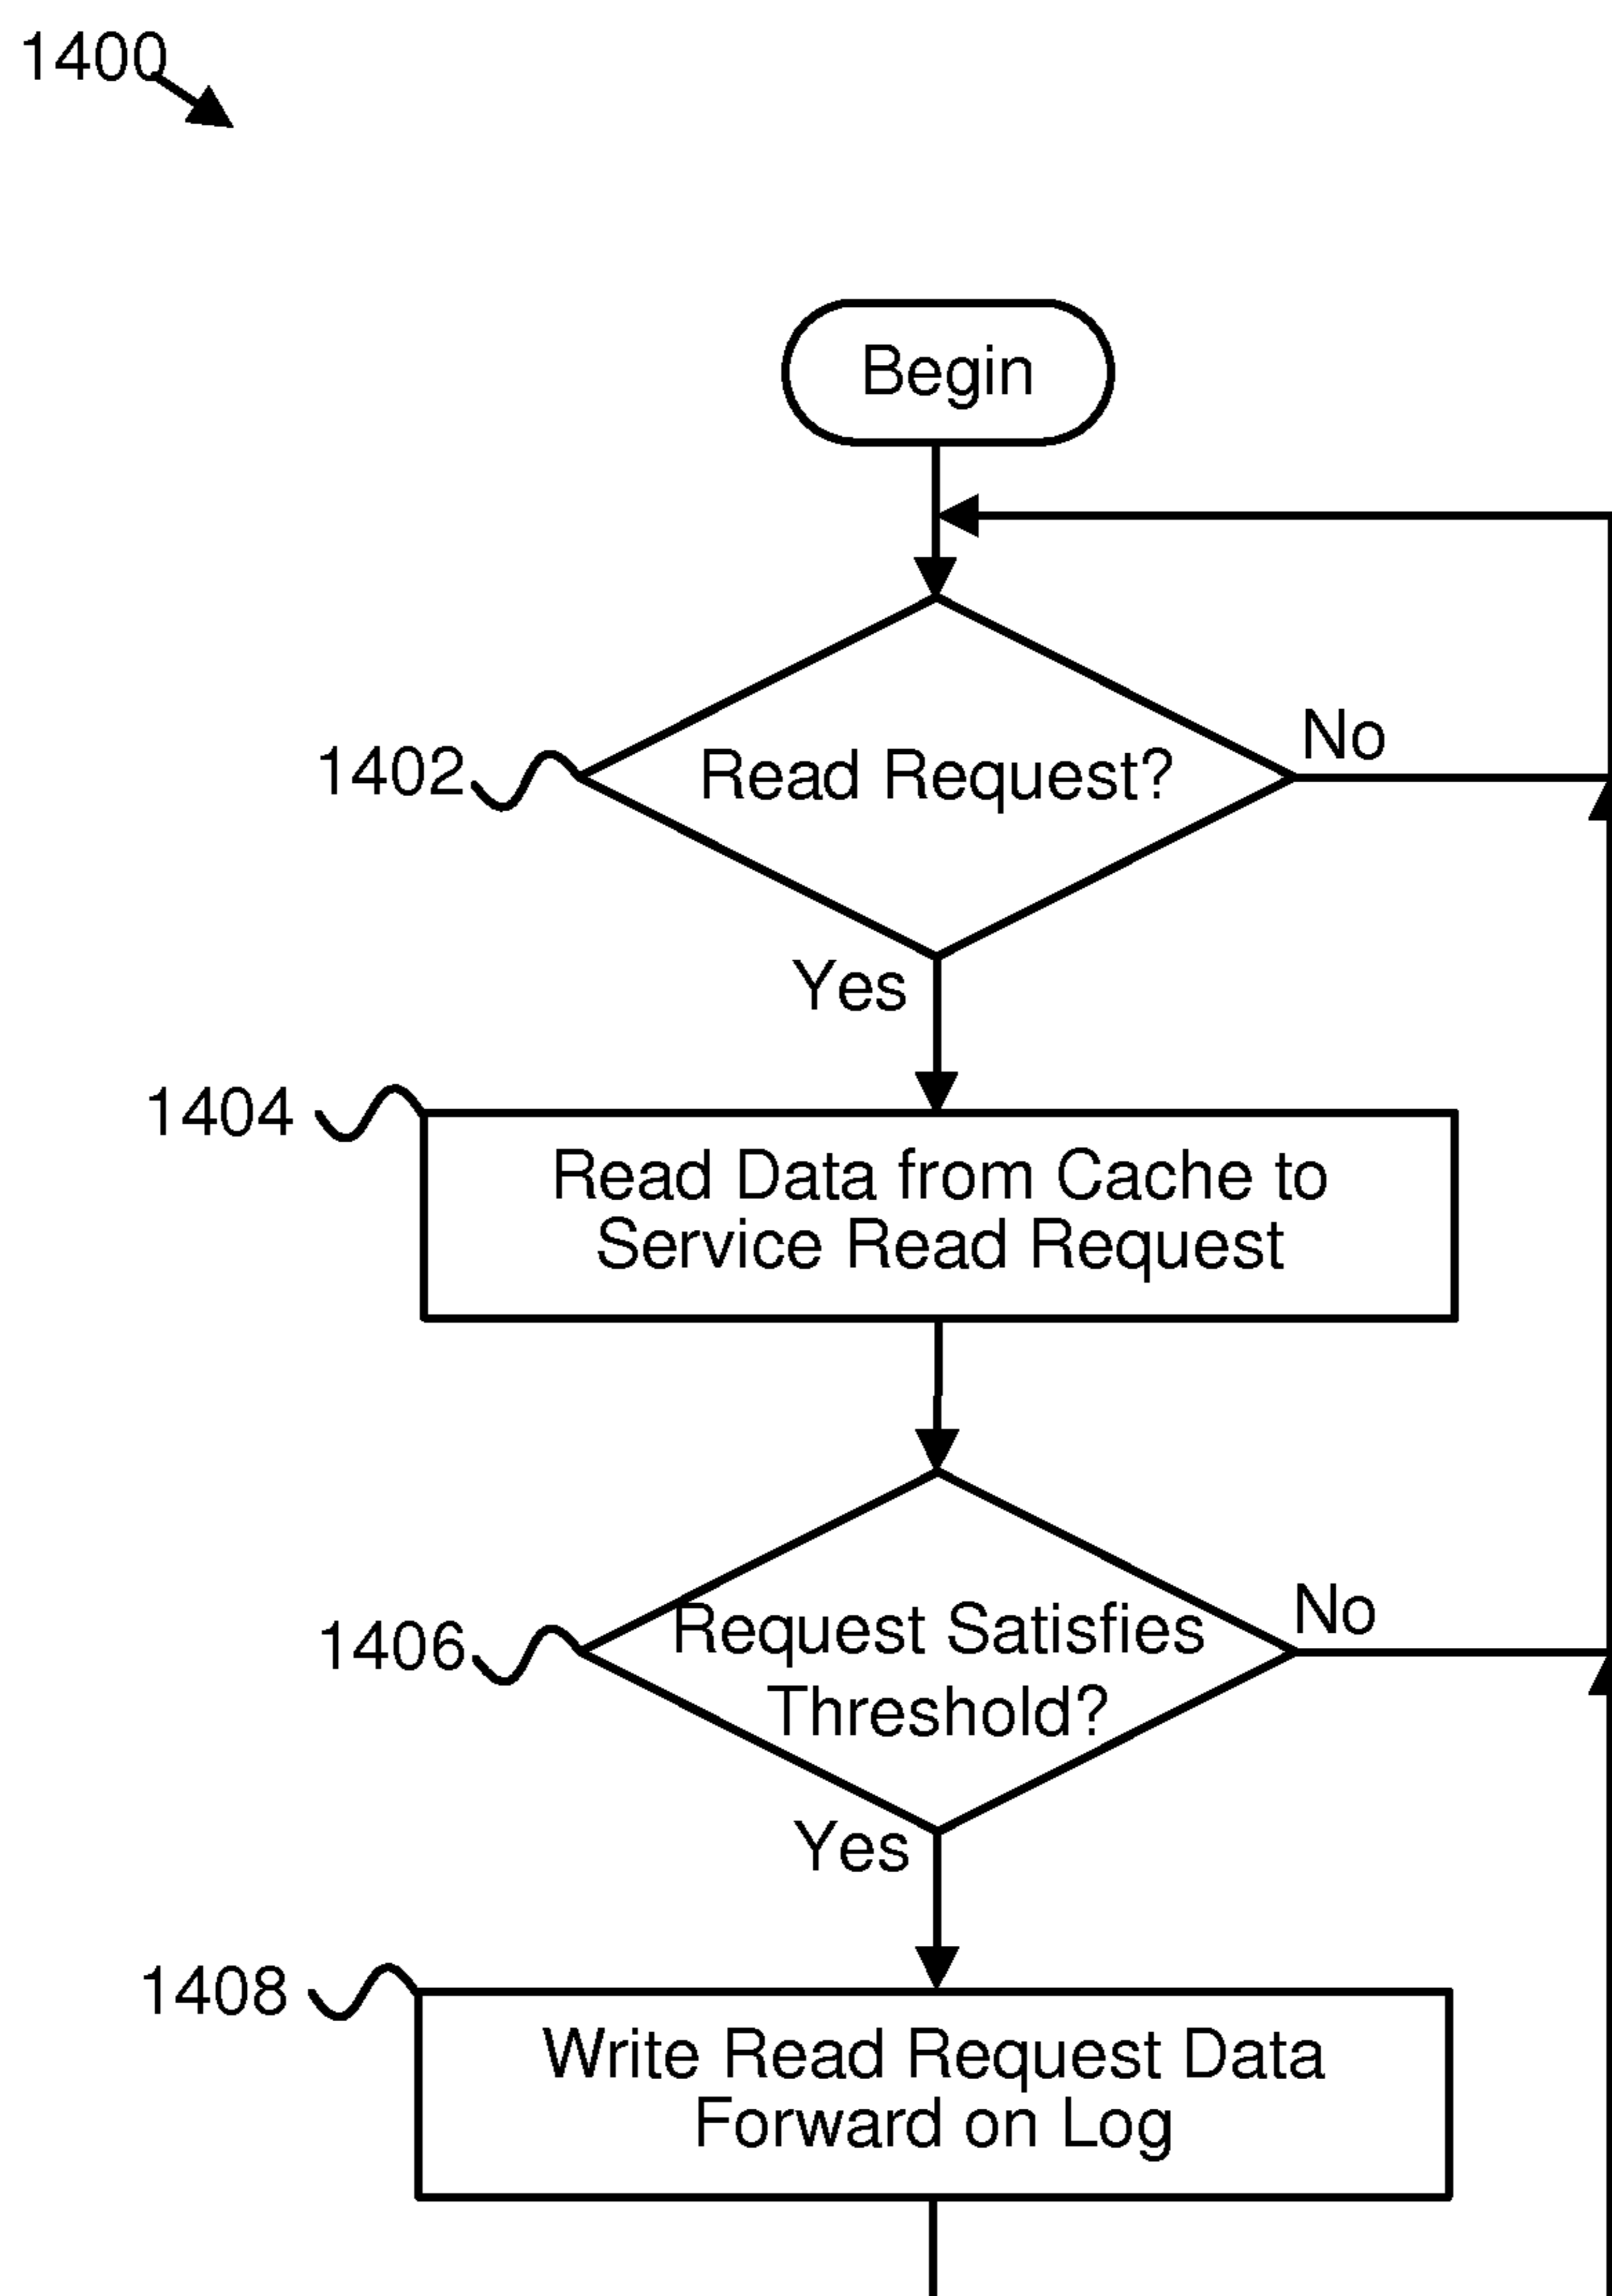 1400
Begin
No
1402
Read Request?
Yes
1404
Read Data from Cache to
Service Read Request
No
1406
Request Satisfies
Threshold?
Yes
1408
Write Read Request Data
Forward on Log